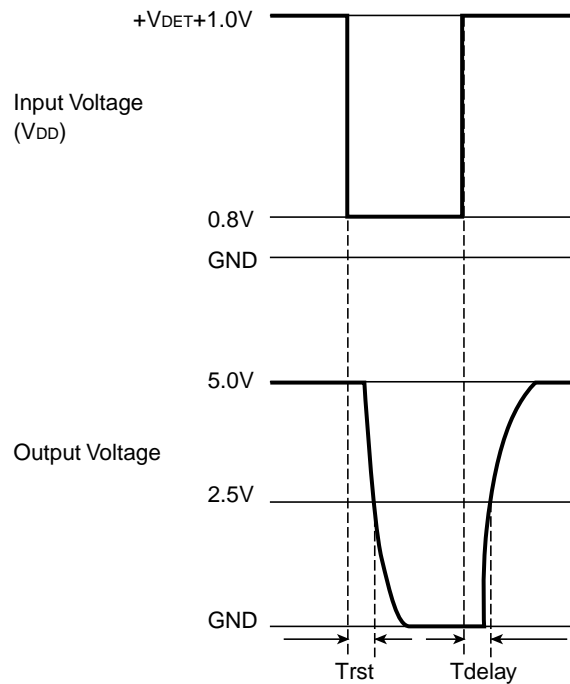 +VDET+1.0V
Input Voltage
(VDD)
0.8V
GND
5.0V
Output Voltage
2.5V
GND
Trst
Tdelay